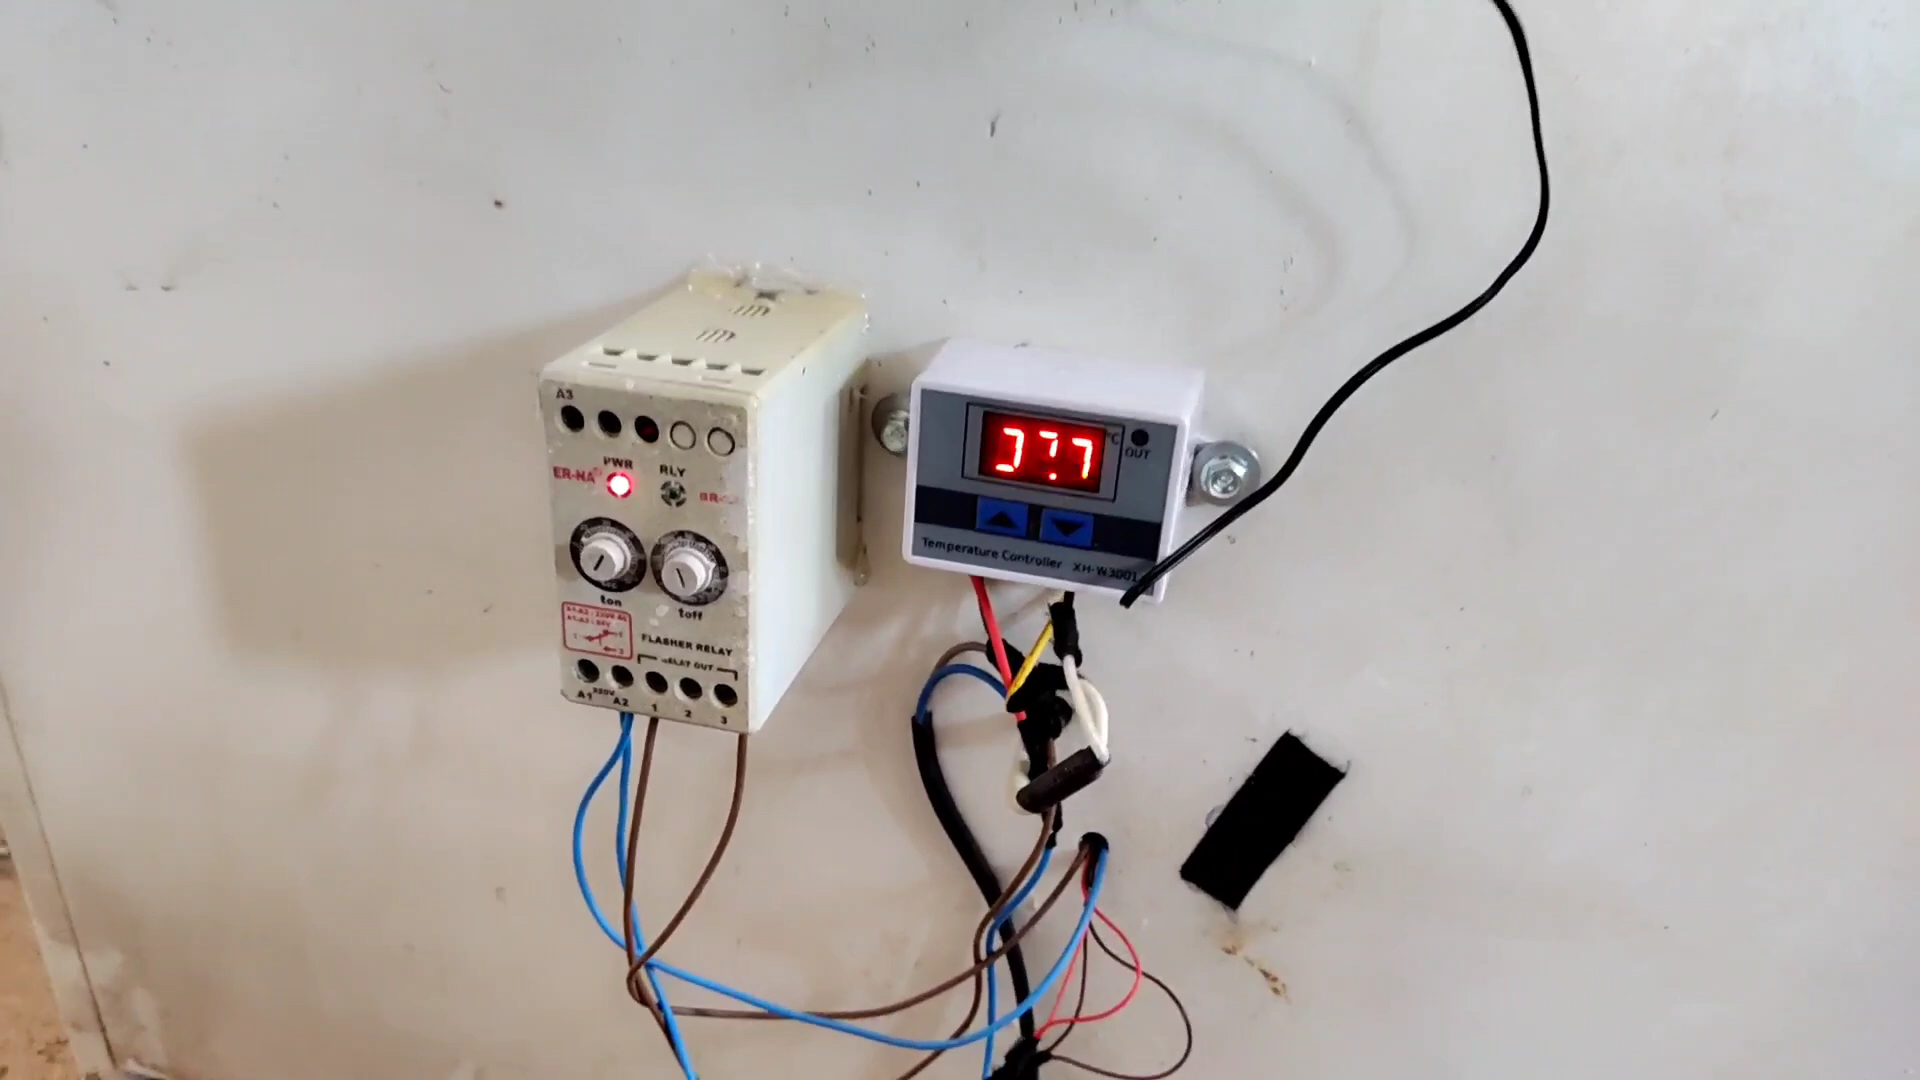 A3
PWR
RLY
ER-NA
ton
toff
FLASHER RELAY
RELAY OUT
A1
220V
A2
1
2
3
37.7
°C
OUT
Temperature Controller XH-W3001